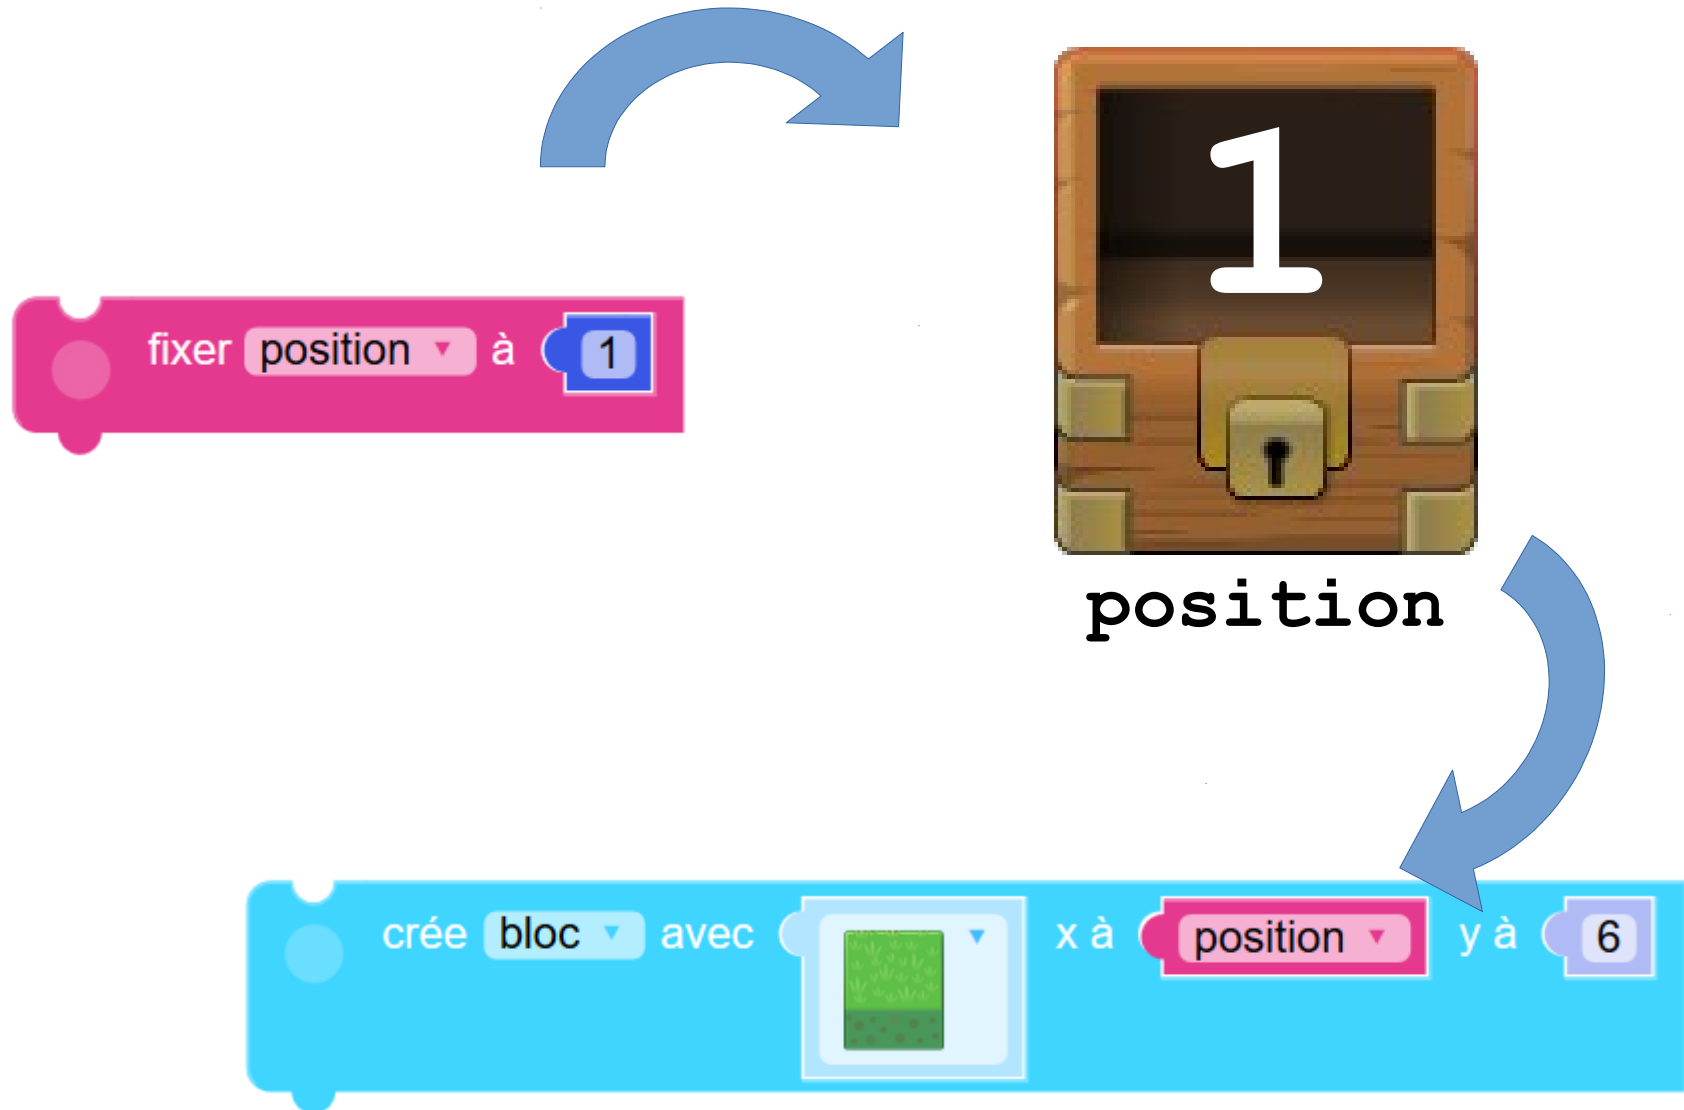 1
fixer position à 1
position
crée bloc avec x à position y à 6